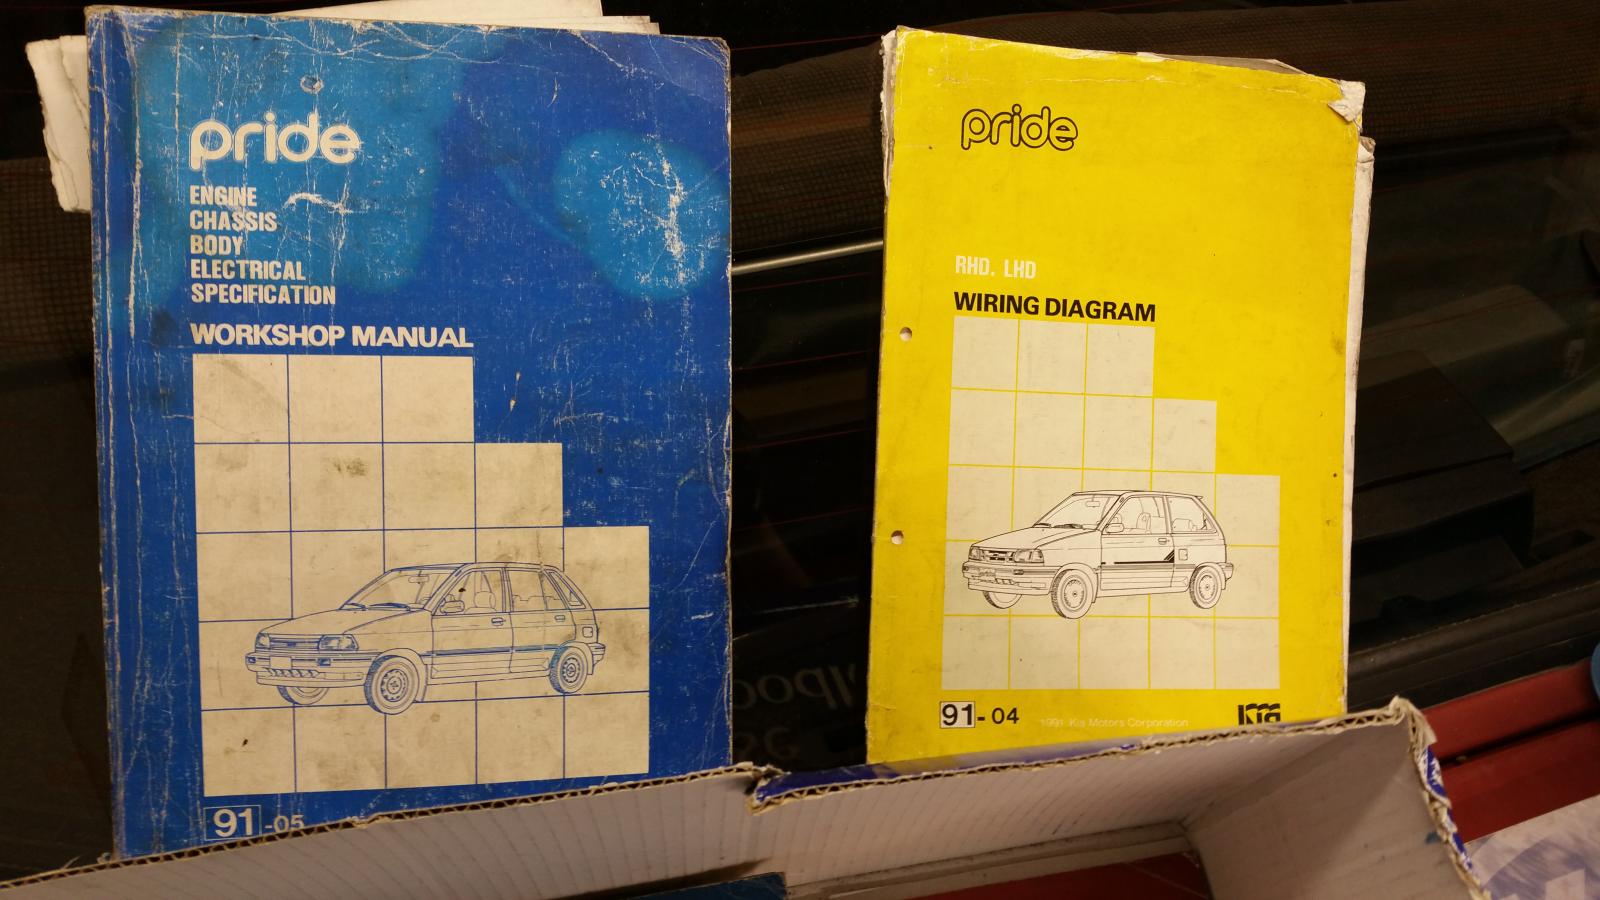 pride
ENGINE
CHASSIS
BODY
ELECTRICAL
SPECIFICATION
WORKSHOP MANUAL
91-05
pride
RHD. LHD
WIRING DIAGRAM
91-04 1991 Kia Motors Corporation KIA